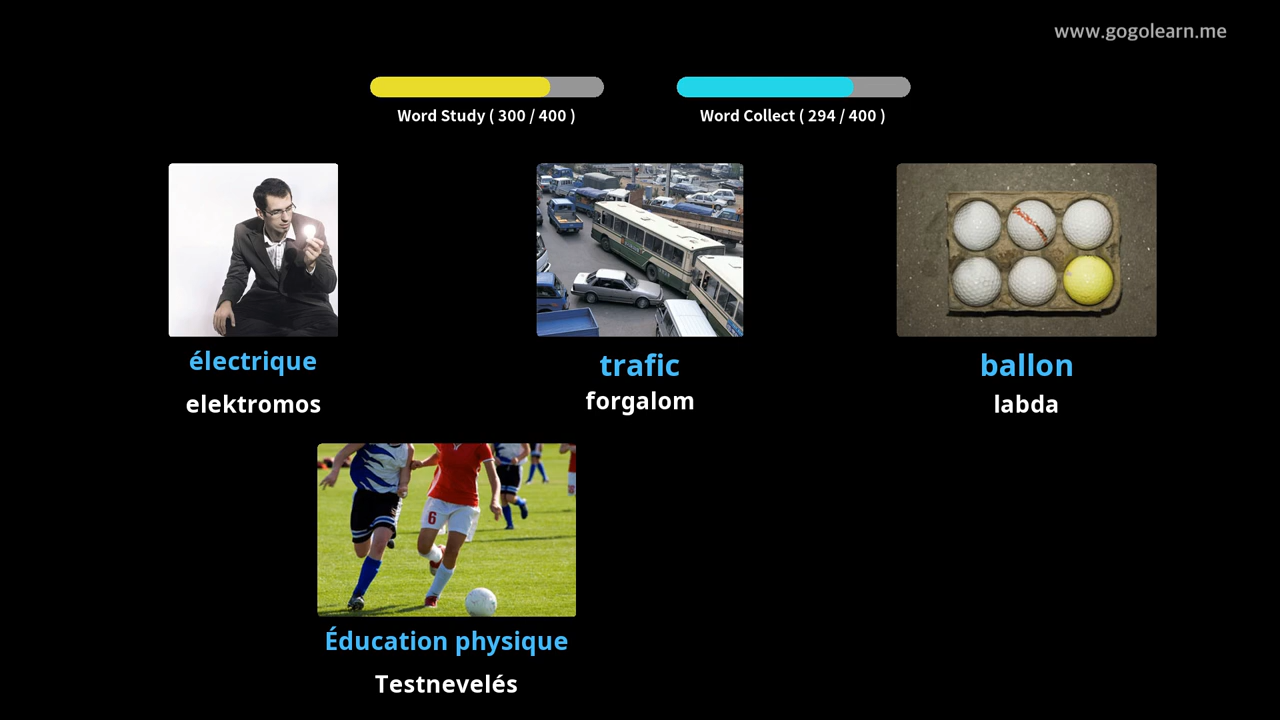 www.gogolearn.me
Word Study ( 300 / 400 )
Word Collect ( 294 / 400 )
électrique
elektromos
trafic
forgalom
ballon
labda
6
Éducation physique
Testnevelés